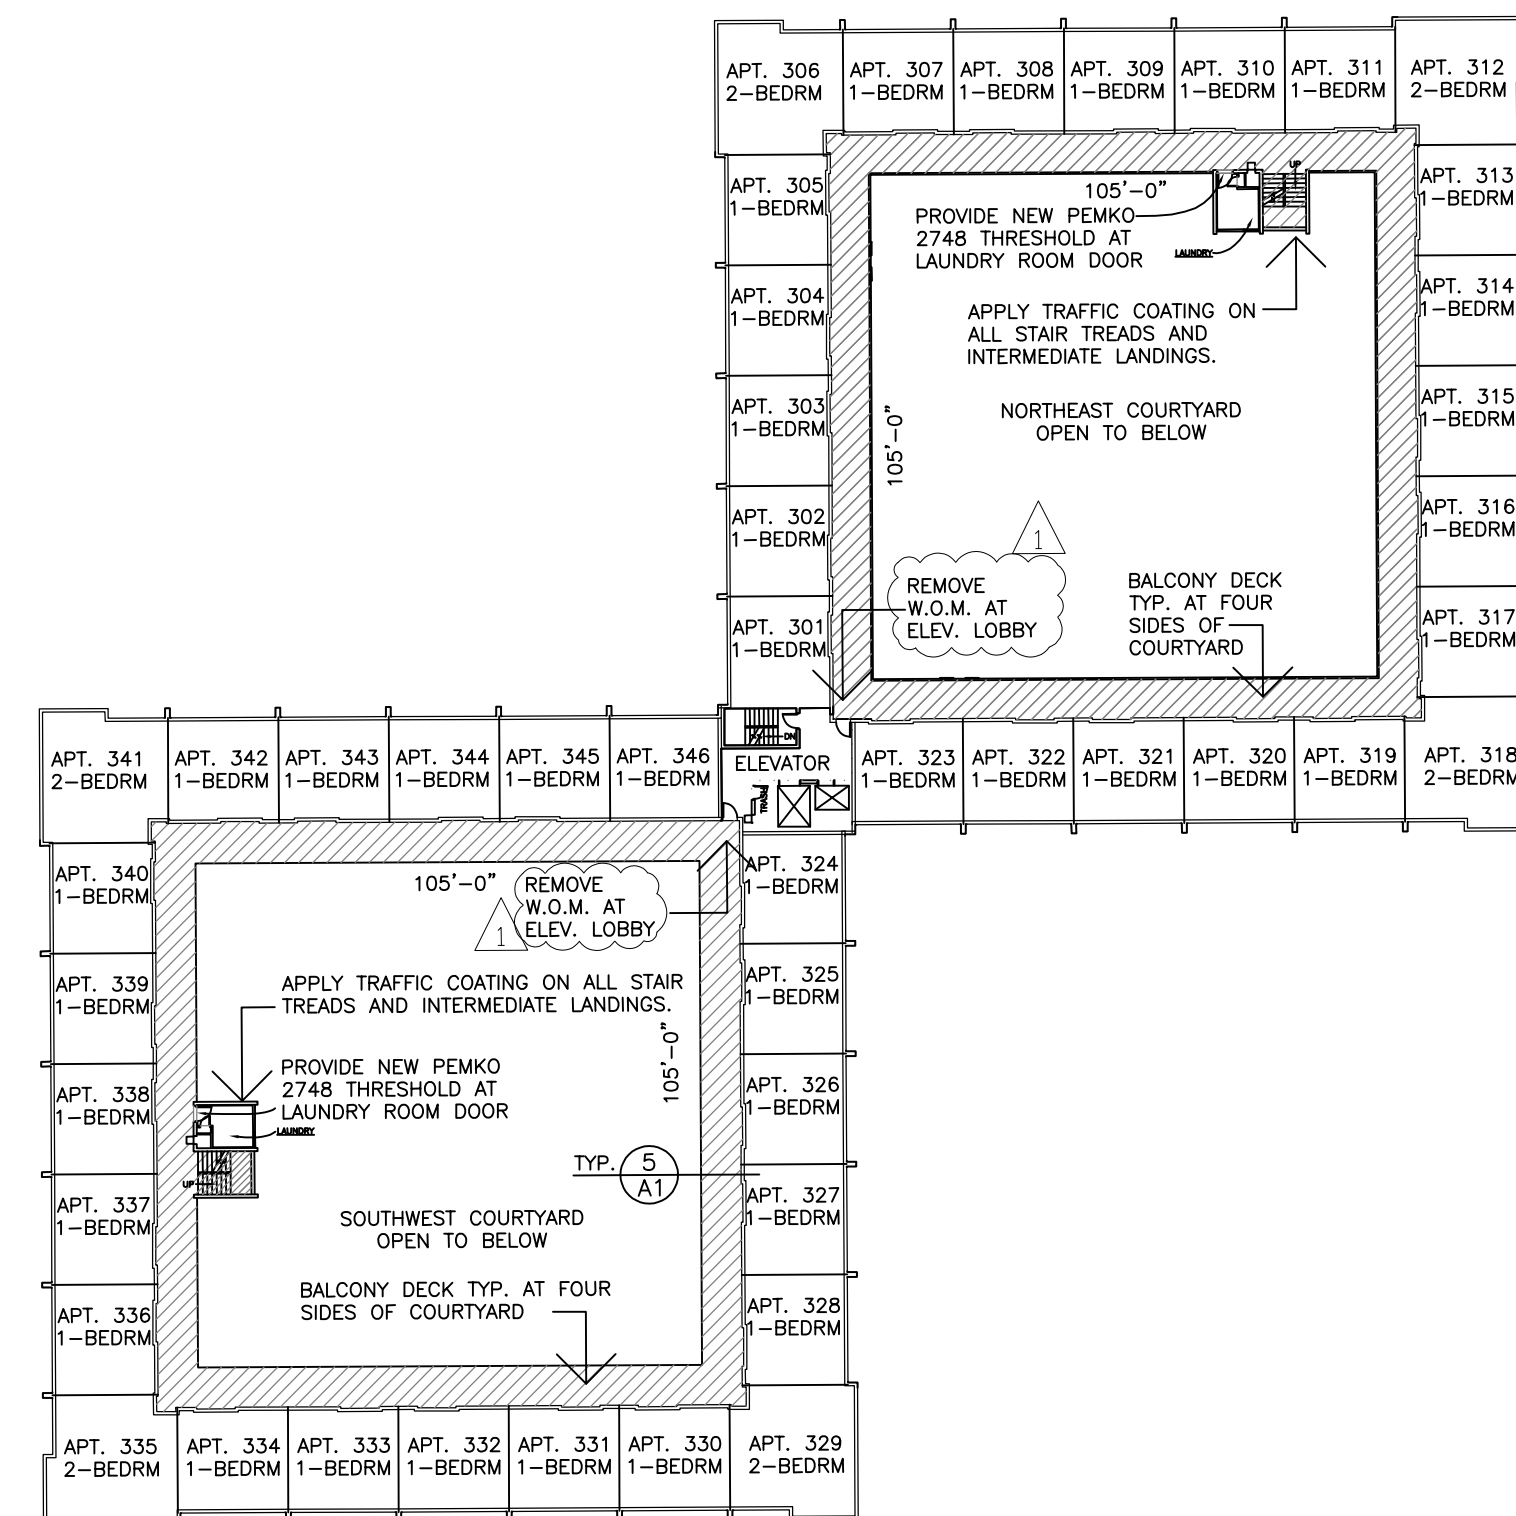 APT. 306
2-BEDRM
APT. 307
1-BEDRM
APT. 308
1-BEDRM
APT. 309
1-BEDRM
APT. 310
1-BEDRM
APT. 311
1-BEDRM
APT. 312
2-BEDRM
APT. 305
1-BEDRM
APT. 304
1-BEDRM
APT. 303
1-BEDRM
APT. 302
1-BEDRM
APT. 301
1-BEDRM
UP
105'-0"
PROVIDE NEW PEMKO
2748 THRESHOLD AT
LAUNDRY ROOM DOOR
LAUNDRY
APPLY TRAFFIC COATING ON
ALL STAIR TREADS AND
INTERMEDIATE LANDINGS.
NORTHEAST COURTYARD
OPEN TO BELOW
105'-0"
1
REMOVE
W.O.M. AT
ELEV. LOBBY
BALCONY DECK
TYP. AT FOUR
SIDES OF
COURTYARD
APT. 313
1-BEDRM
APT. 314
1-BEDRM
APT. 315
1-BEDRM
APT. 316
1-BEDRM
APT. 317
1-BEDRM
APT. 341
2-BEDRM
APT. 342
1-BEDRM
APT. 343
1-BEDRM
APT. 344
1-BEDRM
APT. 345
1-BEDRM
APT. 346
1-BEDRM
DN
ELEVATOR
TRASH
APT. 323
1-BEDRM
APT. 322
1-BEDRM
APT. 321
1-BEDRM
APT. 320
1-BEDRM
APT. 319
1-BEDRM
APT. 318
2-BEDRM
APT. 340
1-BEDRM
APT. 339
1-BEDRM
APT. 338
1-BEDRM
APT. 337
1-BEDRM
APT. 336
1-BEDRM
105'-0"
REMOVE
W.O.M. AT
ELEV. LOBBY
1
APPLY TRAFFIC COATING ON ALL STAIR
TREADS AND INTERMEDIATE LANDINGS.
105'-0"
PROVIDE NEW PEMKO
2748 THRESHOLD AT
LAUNDRY ROOM DOOR
LAUNDRY
UP
TYP.
5
A1
SOUTHWEST COURTYARD
OPEN TO BELOW
BALCONY DECK TYP. AT FOUR
SIDES OF COURTYARD
APT. 324
1-BEDRM
APT. 325
1-BEDRM
APT. 326
1-BEDRM
APT. 327
1-BEDRM
APT. 328
1-BEDRM
APT. 335
2-BEDRM
APT. 334
1-BEDRM
APT. 333
1-BEDRM
APT. 332
1-BEDRM
APT. 331
1-BEDRM
APT. 330
1-BEDRM
APT. 329
2-BEDRM